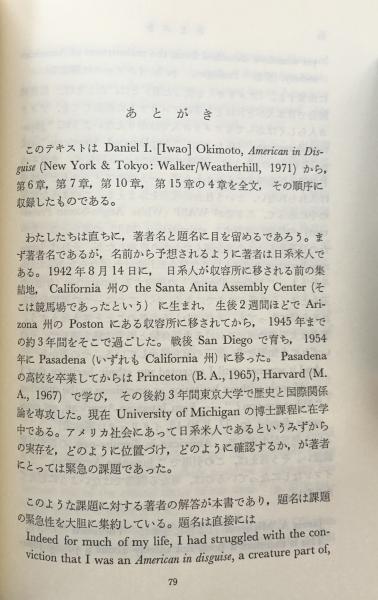 あとがき
このテキストは Daniel I. [Iwao] Okimoto, American in Dis-
guise (New York & Tokyo: Walker/Weatherhill, 1971) から,
第6章, 第7章, 第10章, 第15章の4章を全文, その順序に
収録したものである。
わたしたちは直ちに, 著者名と題名に目を留めるであろう。ま
ず著者名であるが, 名前から予想されるように著者は日系米人で
ある。1942年8月14日に, 日系人が収容所に移される前の集
結地, California 州の the Santa Anita Assembly Center (そ
こは競馬場であったという) に生まれ, 生後2週間ほどで Ari-
zona 州の Poston にある収容所に移されてから, 1945年まで
の約3年間をそこで過ごした。戦後 San Diego で育ち, 1954
年に Pasadena (いずれも California 州) に移った。Pasadena
の高校を卒業してからは Princeton (B. A., 1965), Harvard (M.
A., 1967) で学び, その後約3年間東京大学で歴史と国際関係
論を専攻した。現在 University of Michigan の博士課程に在学
中である。アメリカ社会にあって日系米人であるというみずから
の実存を, どのように位置づけ, どのように確認するか, が著者
にとっては緊急の課題であった。
このような課題に対する著者の解答が本書であり, 題名は課題
の緊急性を大胆に集約している。題名は直接には
Indeed for much of my life, I had struggled with the con-
viction that I was an American in disguise, a creature part of,
79